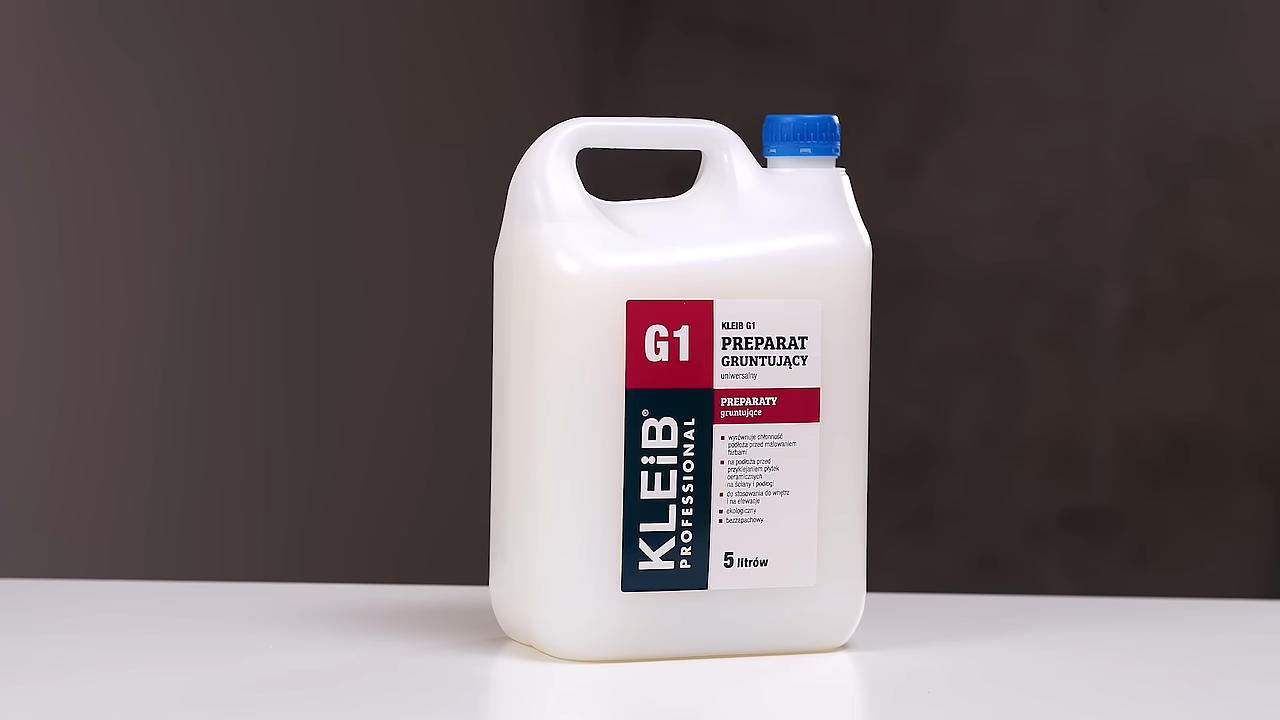 G1
KLEIB®
PROFESSIONAL
KLEIB G1
PREPARAT
GRUNTUJĄCY
uniwersalny
PREPARATY
gruntujące
wyrównuje chłonność
podłoża przed malowaniem
farbami
na podłoża przed
przyklejaniem płytek
ceramicznych
na ściany i podłogi
do stosowania do wnętrz
i na elewacje
ekologiczny
bezzapachowy
5 litrów